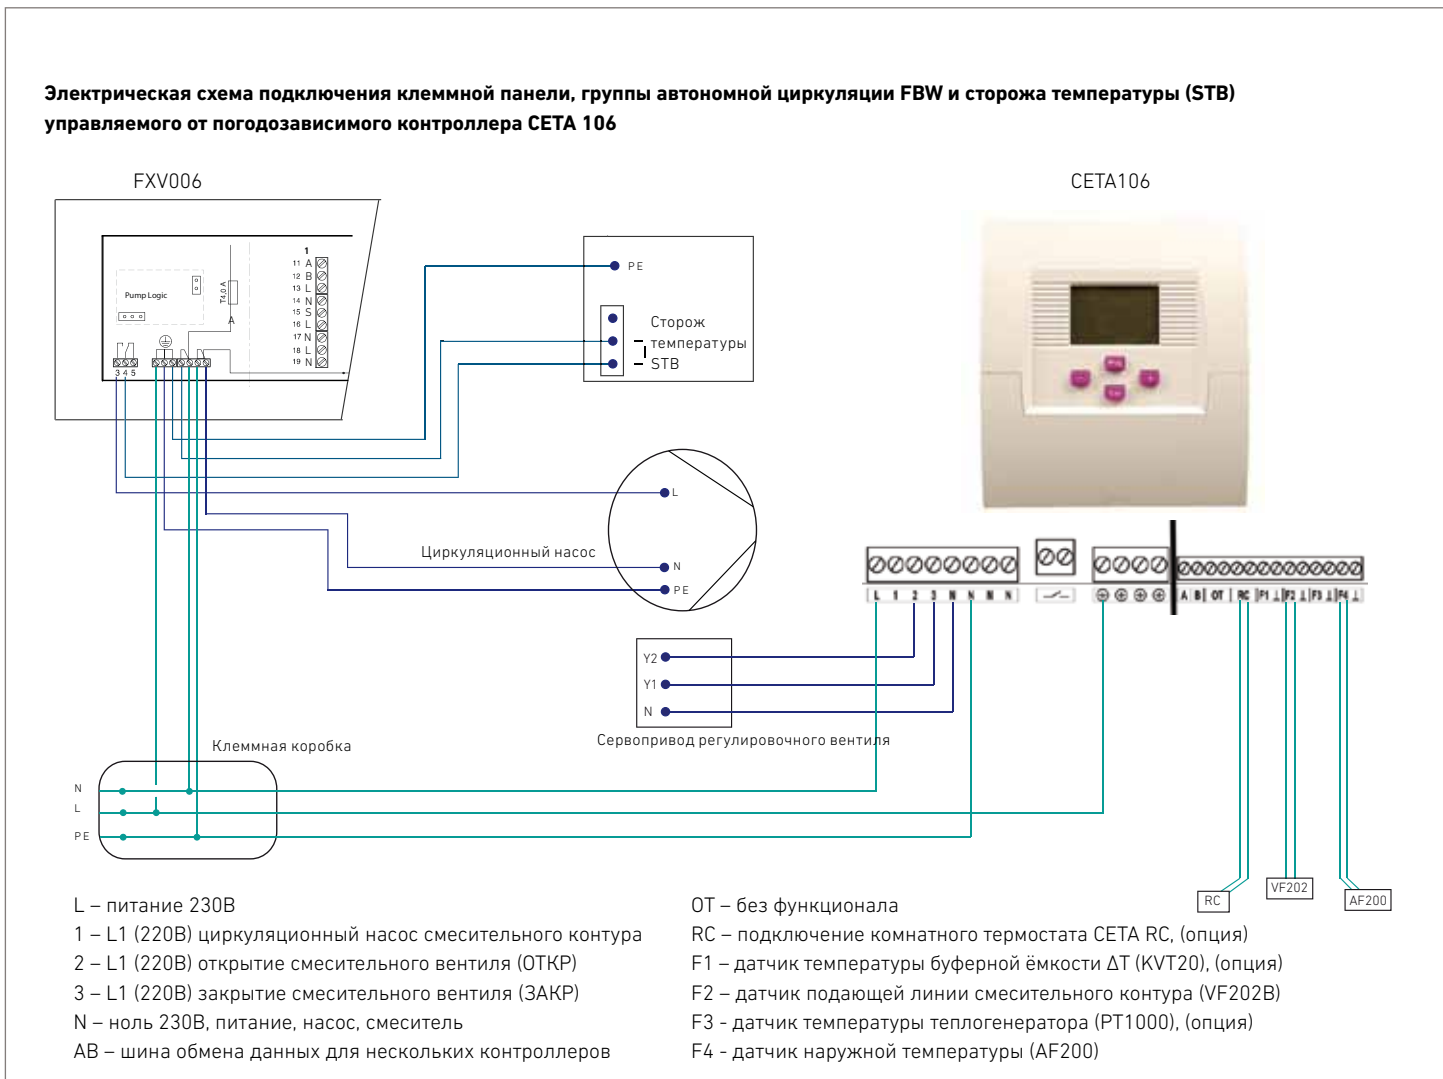 Электрическая схема подключения клеммной панели, группы автономной циркуляции FBW и сторожа температуры (STB)
управляемого от погодозависимого контроллера CETA 106
FXV006
CETA106
1
11 A
12 B
13 L
14 N
15 S
16 L
17 N
18 L
19 N
Pump Logic
T4,0 A
A
3 4 5
PE
Сторож
температуры
STB
L
Циркуляционный насос
N
PE
L 1 2 3 N N N N
A B OT RC F1 ⊥ F2 ⊥ F3 ⊥ F4 ⊥
Y2
Y1
N
Сервопривод регулировочного вентиля
Клеммная коробка
N
L
PE
RC
VF202
AF200
L – питание 230В
1 – L1 (220В) циркуляционный насос смесительного контура
2 – L1 (220В) открытие смесительного вентиля (ОТКР)
3 – L1 (220В) закрытие смесительного вентиля (ЗАКР)
N – ноль 230В, питание, насос, смеситель
АВ – шина обмена данных для нескольких контроллеров
ОТ – без функционала
RC – подключение комнатного термостата CETA RC, (опция)
F1 – датчик температуры буферной ёмкости ΔT (KVT20), (опция)
F2 – датчик подающей линии смесительного контура (VF202B)
F3 - датчик температуры теплогенератора (PT1000), (опция)
F4 - датчик наружной температуры (AF200)